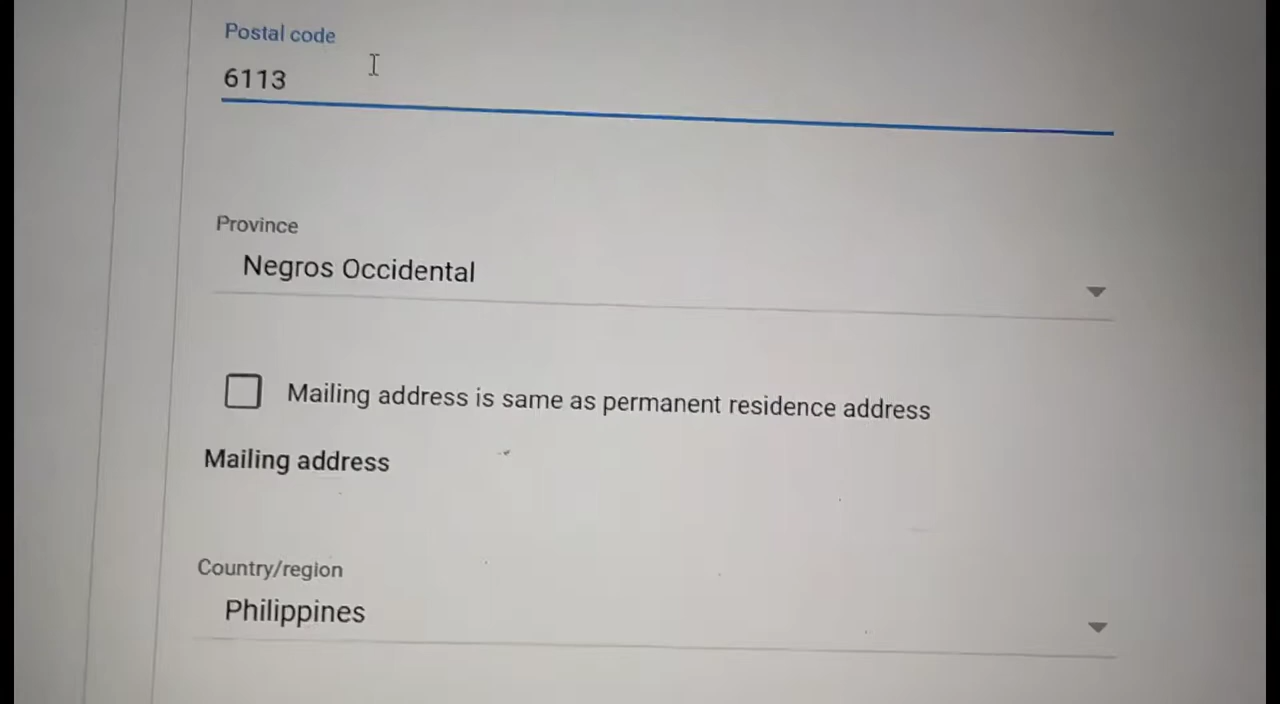 Postal code
6113
Province
Negros Occidental
Mailing address is same as permanent residence address
Mailing address
Country/region
Philippines